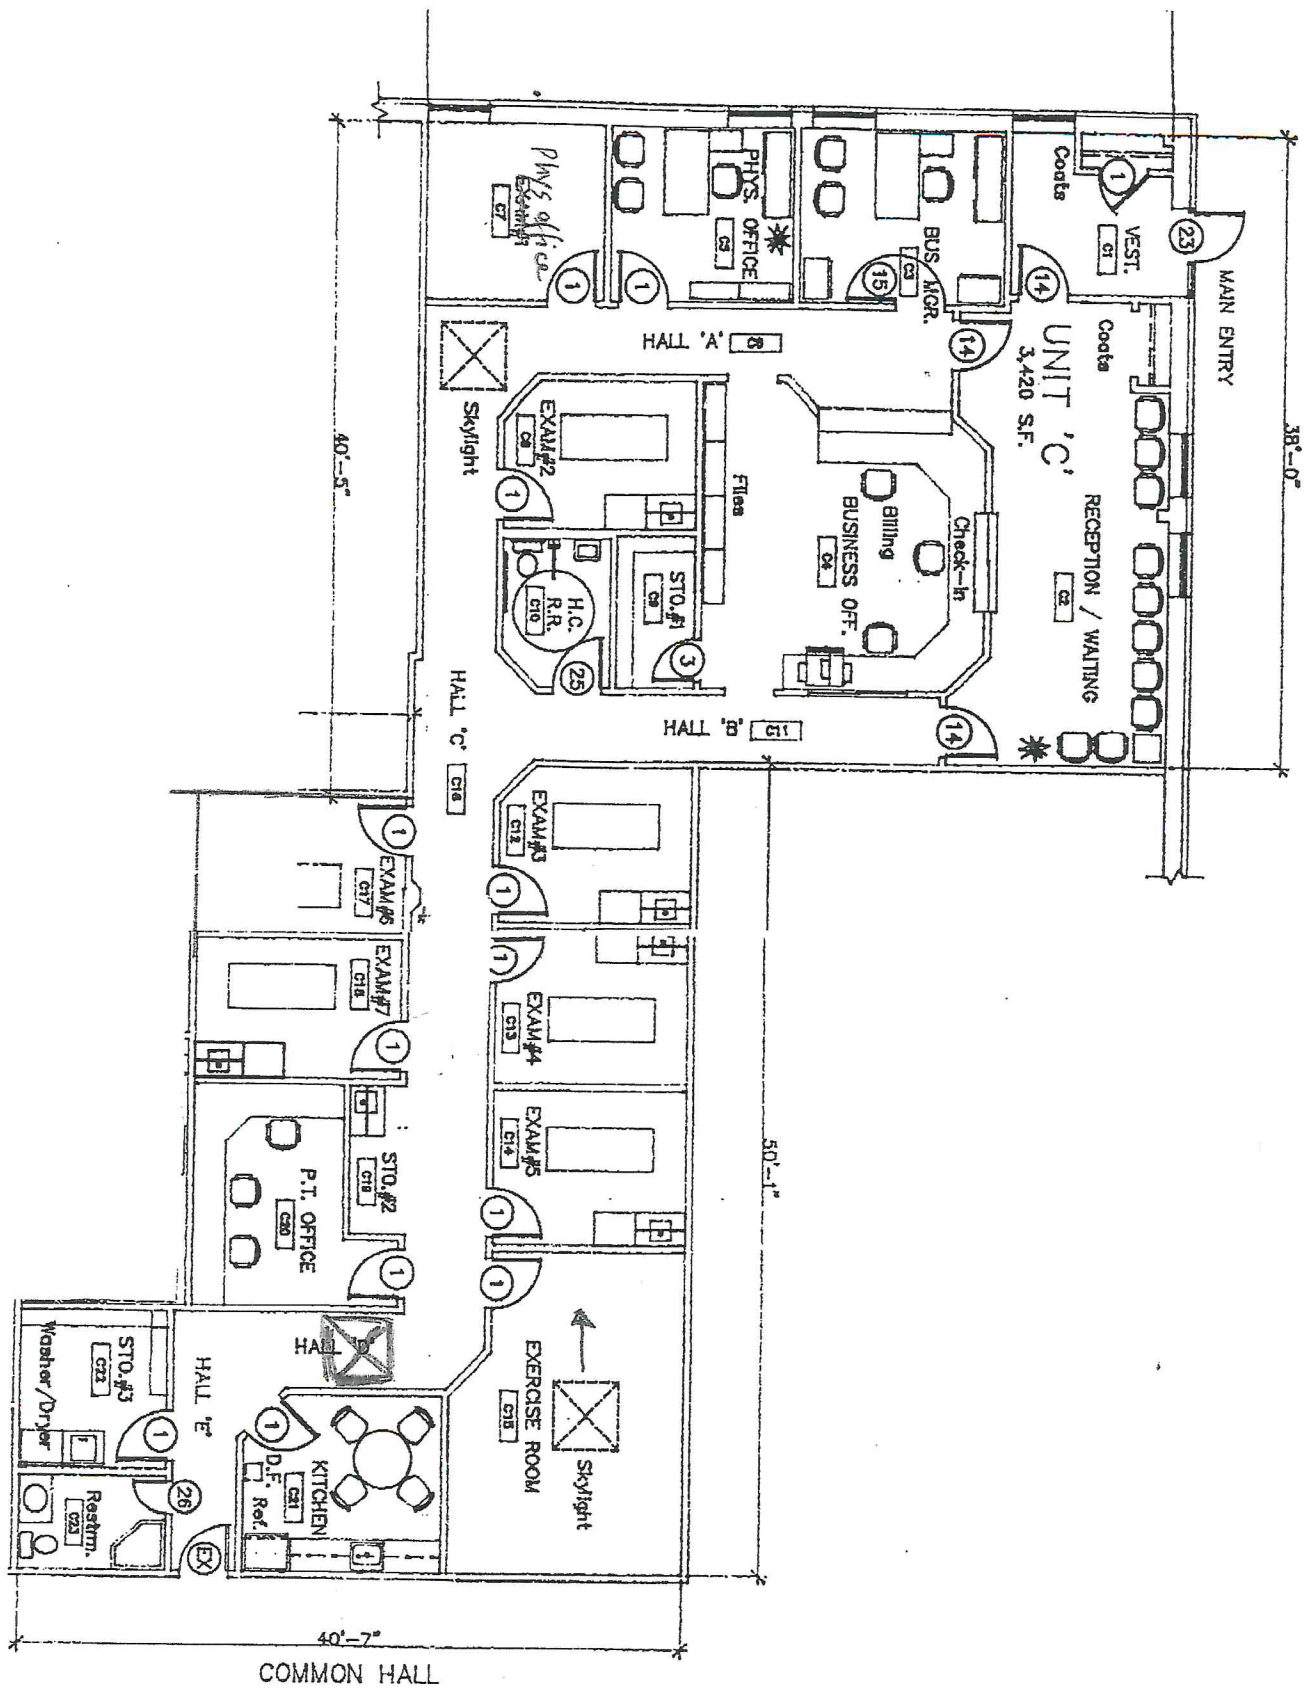 MAIN ENTRY
38'-0"
23
VEST.
C1
1
Coats
14
Coats
UNIT 'C'
3,420 S.F.
RECEPTION / WAITING
C2
BUS. MGR.
C3
15
14
PHYS. OFFICE
C5
1
Phys office
C7
1
HALL 'A'
Skylight
40'-5"
Check-In
Billing
BUSINESS OFF.
C4
Files
EXAM#2
C8
1
STO.#1
C9
3
H.C.
R.R.
C10
25
HALL 'B'
C11
14
HALL 'C'
C16
EXAM#3
C12
1
EXAM#4
C13
1
EXAM#5
C14
1
50'-1"
1
EXAM#6
C17
EXAM#7
C18
1
STO.#2
C19
P.T. OFFICE
C20
1
1
EXERCISE ROOM
C15
Skylight
HALL 'D'
HALL 'E'
KITCHEN
C21
1
D.F.
Ref.
STO.#3
C22
Washer/Dryer
1
Restrm.
C23
26
EX
40'-7"
COMMON HALL